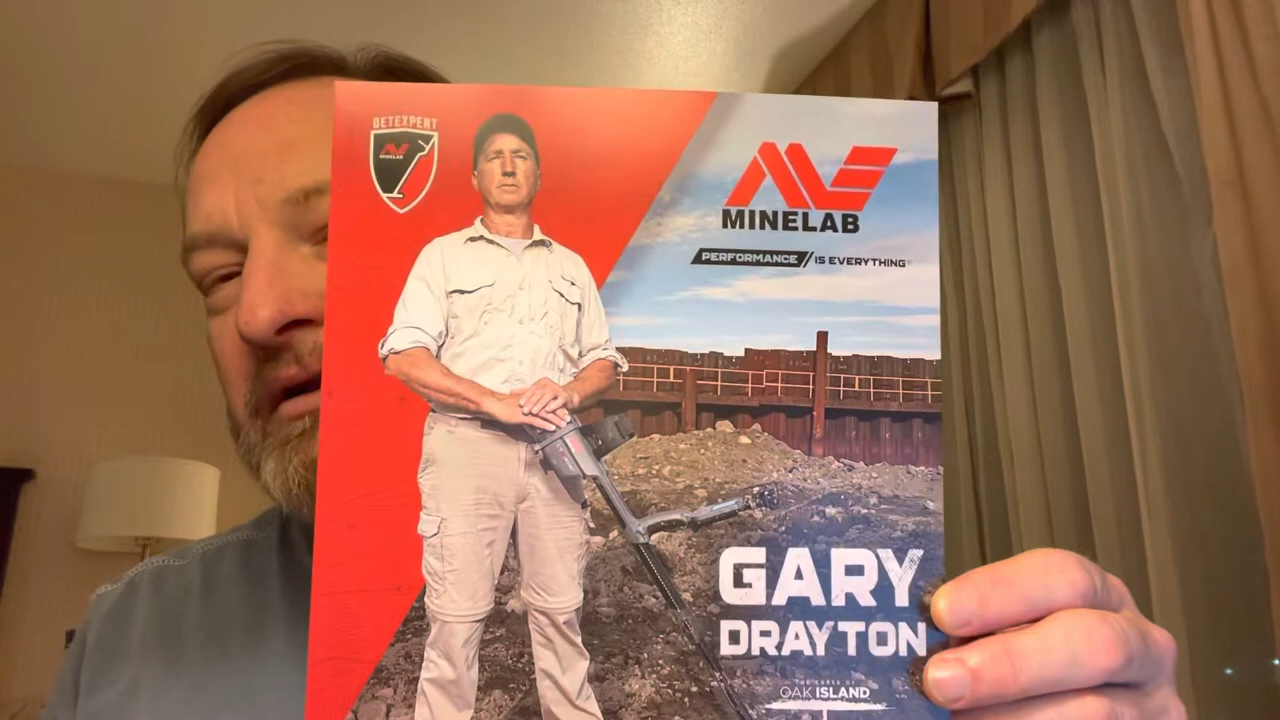 DETEXPERT
MINELAB
MINELAB
PERFORMANCE IS EVERYTHING
GARY
DRAYTON
THE CURSE OF
OAK ISLAND